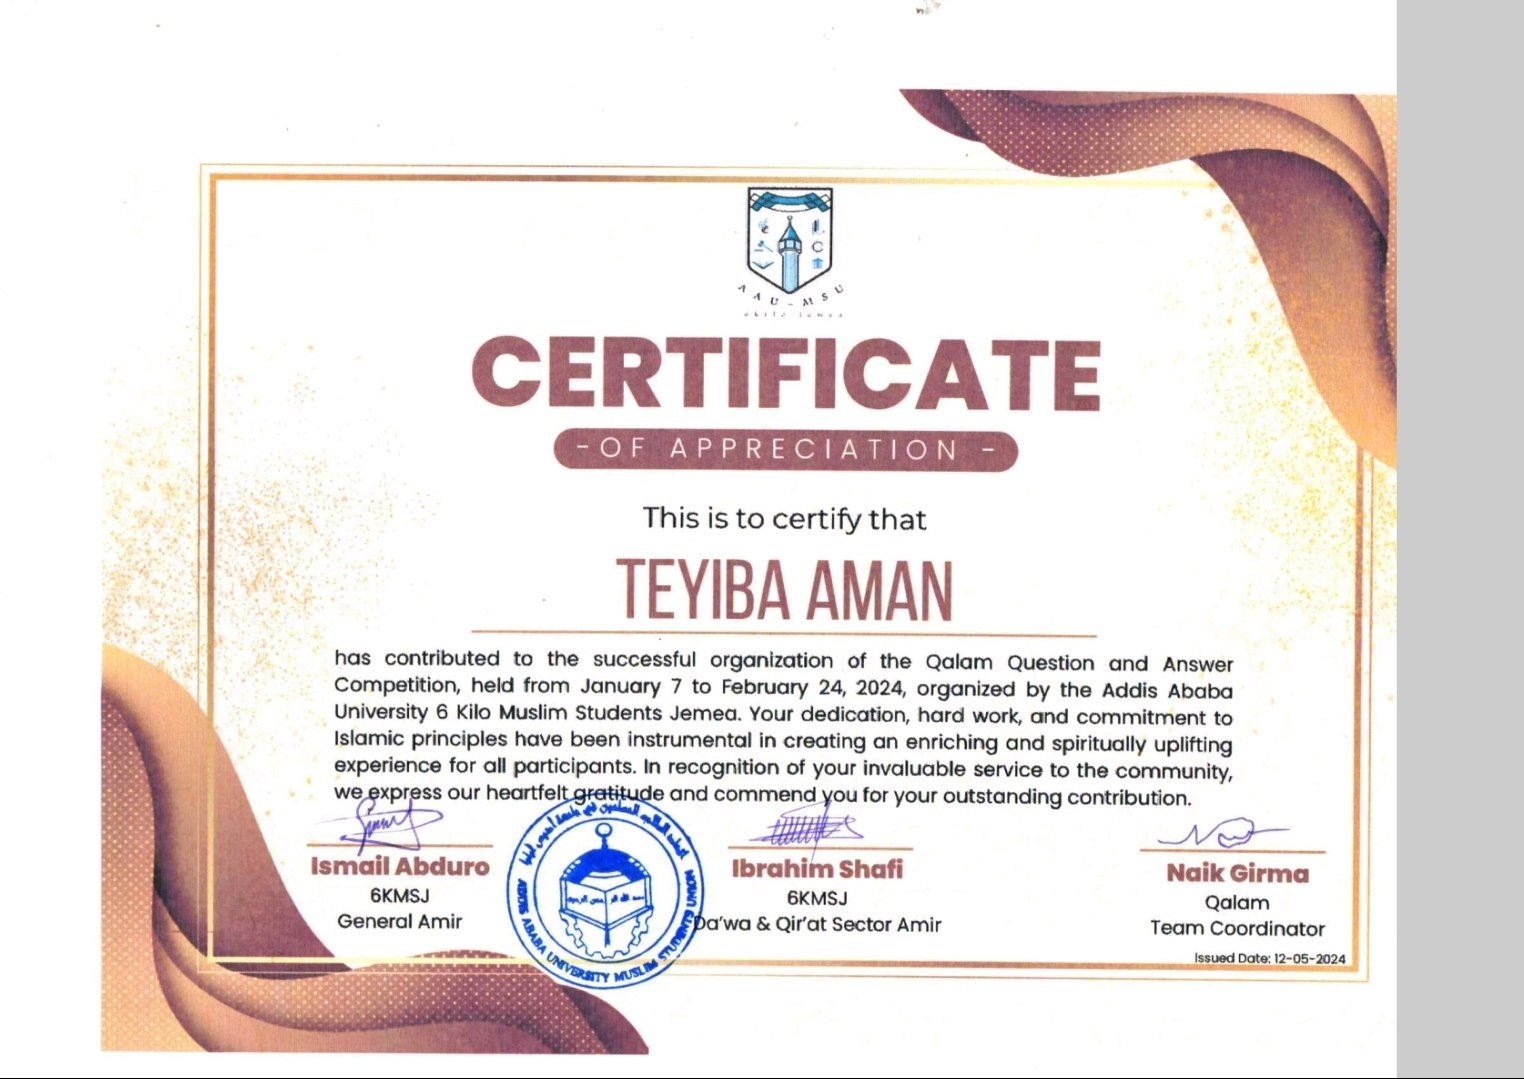 AAU-MSU
6kilo Jemea
CERTIFICATE
-OF APPRECIATION -
This is to certify that
TEYIBA AMAN
has contributed to the successful organization of the Qalam Question and Answer
Competition, held from January 7 to February 24, 2024, organized by the Addis Ababa
University 6 Kilo Muslim Students Jemea. Your dedication, hard work, and commitment to
Islamic principles have been instrumental in creating an enriching and spiritually uplifting
experience for all participants. In recognition of your invaluable service to the community,
we express our heartfelt gratitude and commend you for your outstanding contribution.
Ismail Abduro
6KMSJ
General Amir
ADDIS ABABA UNIVERSITY MUSLIM STUDENTS UNION
Ibrahim Shafi
6KMSJ
Da'wa & Qir'at Sector Amir
Naik Girma
Qalam
Team Coordinator
Issued Date: 12-05-2024